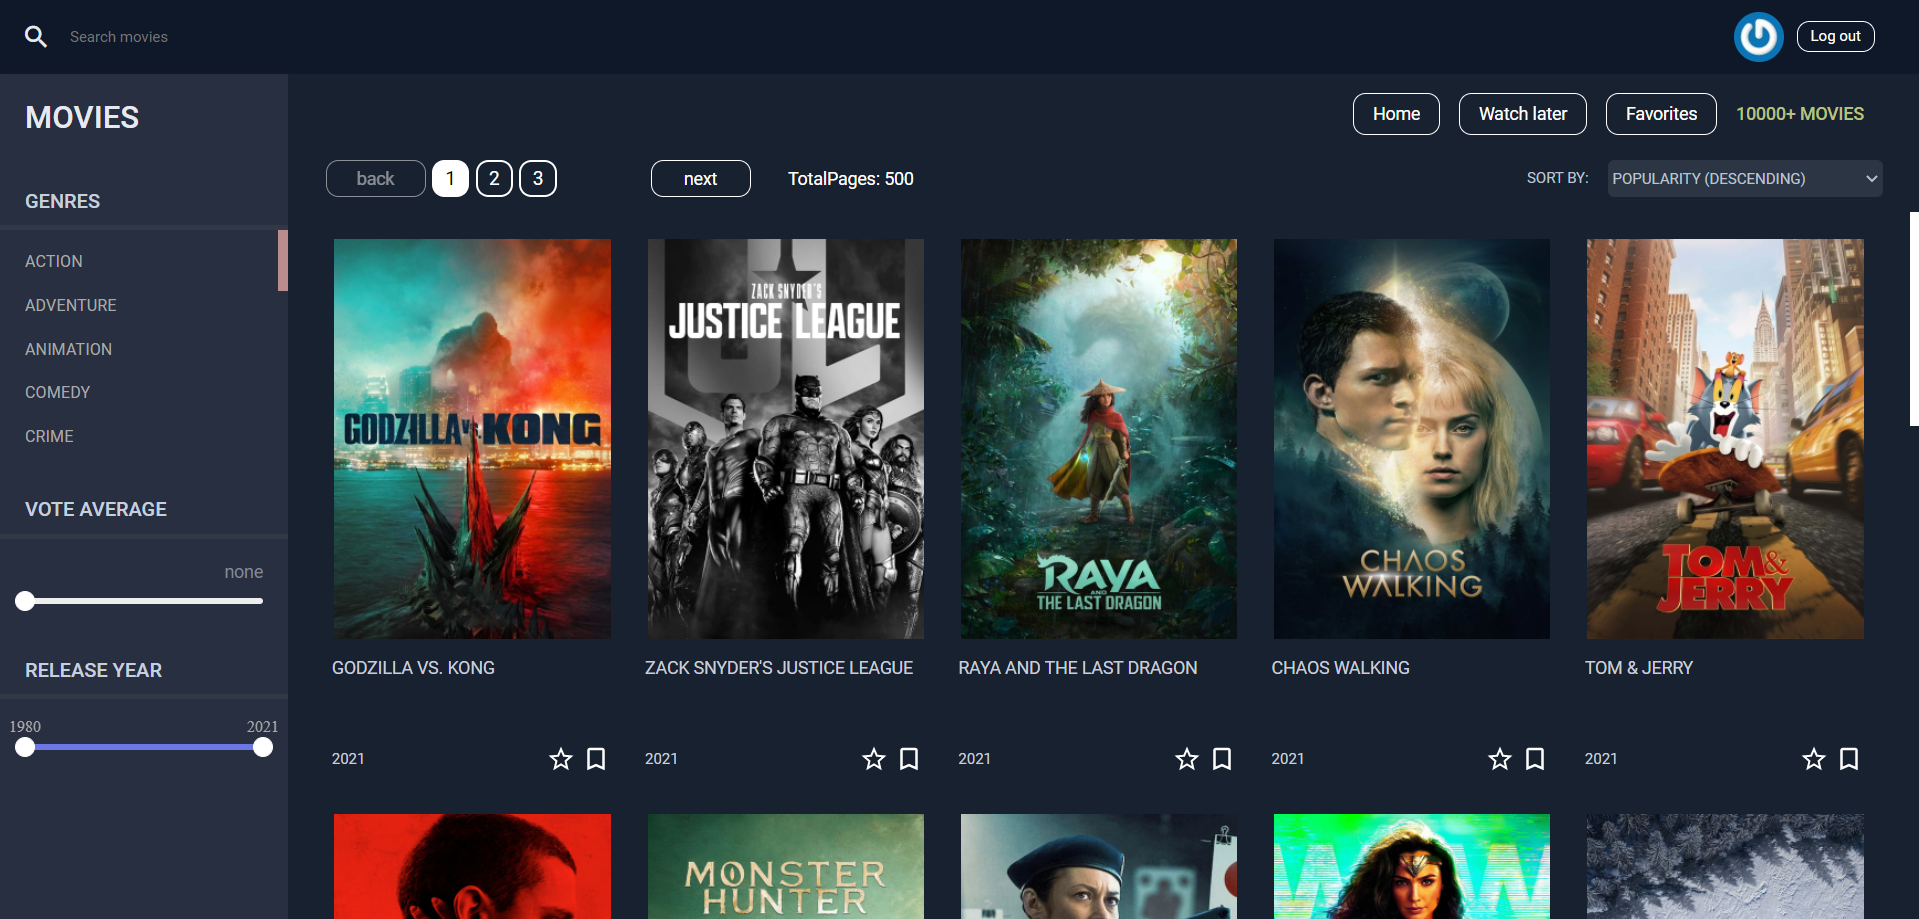 Search movies
Log out
MOVIES
Home
Watch later
Favorites
10000+ MOVIES
back
1
2
3
next
TotalPages: 500
SORT BY:
POPULARITY (DESCENDING)
GENRES
ACTION
ADVENTURE
ANIMATION
COMEDY
CRIME
VOTE AVERAGE
none
RELEASE YEAR
1980
2021
GODZILLA VS. KONG
ZACK SNYDER'S
JUSTICE LEAGUE
RAYA
AND
THE LAST DRAGON
CHAOS
WALKING
TOM &
JERRY
GODZILLA VS. KONG
ZACK SNYDER'S JUSTICE LEAGUE
RAYA AND THE LAST DRAGON
CHAOS WALKING
TOM & JERRY
2021
2021
2021
2021
2021
MONSTER
HUNTER